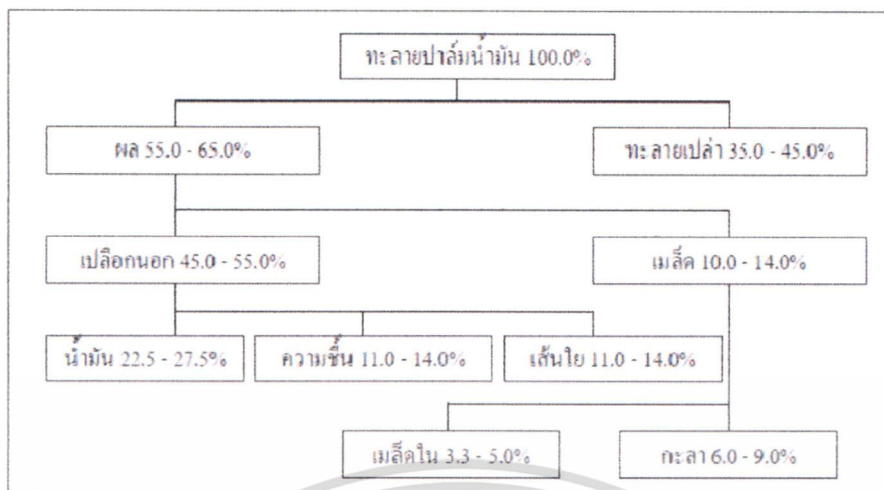 ทะลายปาล์มน้ำมัน 100.0%
ผล 55.0 - 65.0%
ทะลายเปล่า 35.0 - 45.0%
เปลือกนอก 45.0 - 55.0%
เมล็ด 10.0 - 14.0%
น้ำมัน 22.5 - 27.5%
ความชื้น 11.0 - 14.0%
เส้นใย 11.0 - 14.0%
เมล็ดใน 3.3 - 5.0%
กะลา 6.0 - 9.0%